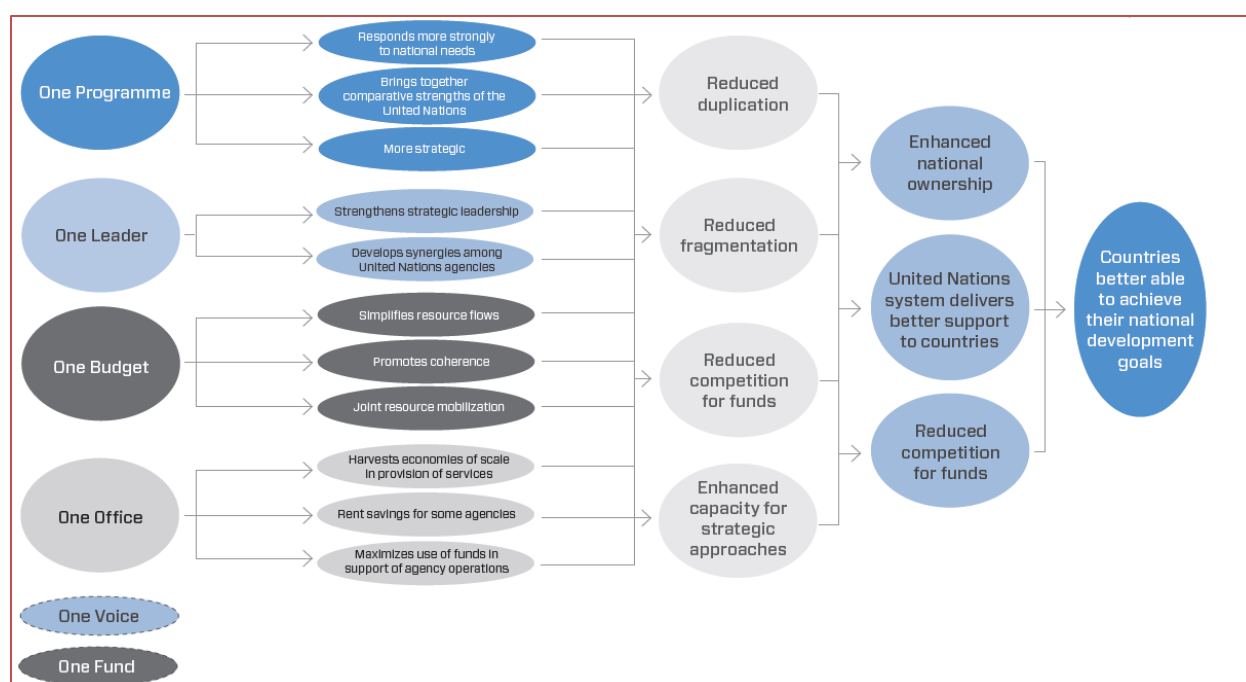 One Programme
Responds more strongly
to national needs
Brings together
comparative strengths of the
United Nations
More strategic
One Leader
Strengthens strategic leadership
Develops synergies among
United Nations agencies
One Budget
Simplifies resource flows
Promotes coherence
Joint resource mobilization
One Office
Harvests economies of scale
in provision of services
Rent savings for some agencies
Maximizes use of funds in
support of agency operations
One Voice
One Fund
Reduced
duplication
Reduced
fragmentation
Reduced
competition
for funds
Enhanced
capacity for
strategic
approaches
Enhanced
national
ownership
United Nations
system delivers
better support
to countries
Reduced
competition
for funds
Countries
better able
to achieve
their national
development
goals